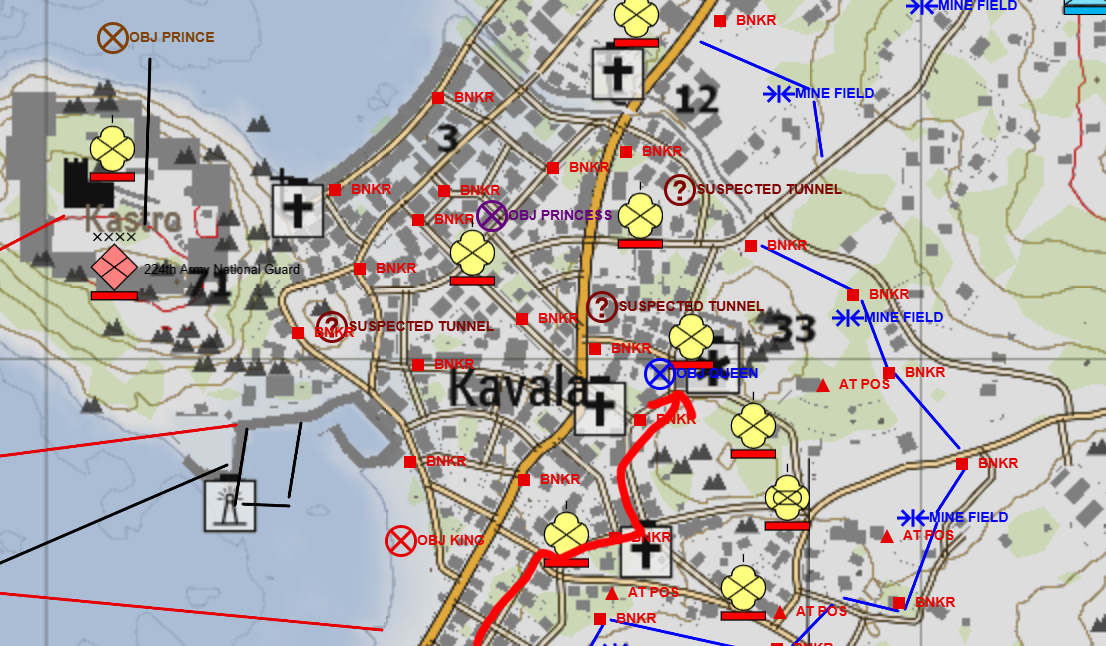 MINE FIELD
BNKR
OBJ PRINCE
MINE FIELD
BNKR
12
3
BNKR
BNKR
BNKR
BNKR
SUSPECTED TUNNEL
BNKR
OBJ PRINCESS
Kastro
XXXX
BNKR
224th Army National Guard
BNKR
71
BNKR
SUSPECTED TUNNEL
MINE FIELD
BNKR
?SUSPECTED TUNNEL
BNKR
33
BNKR
BNKR
OBJ QUEEN
BNKR
AT POS
Kavala
BNKR
BNKR
BNKR
BNKR
MINE FIELD
AT POS
BNKR
OBJ KING
AT POS
BNKR
AT POS
BNKR
BNKR